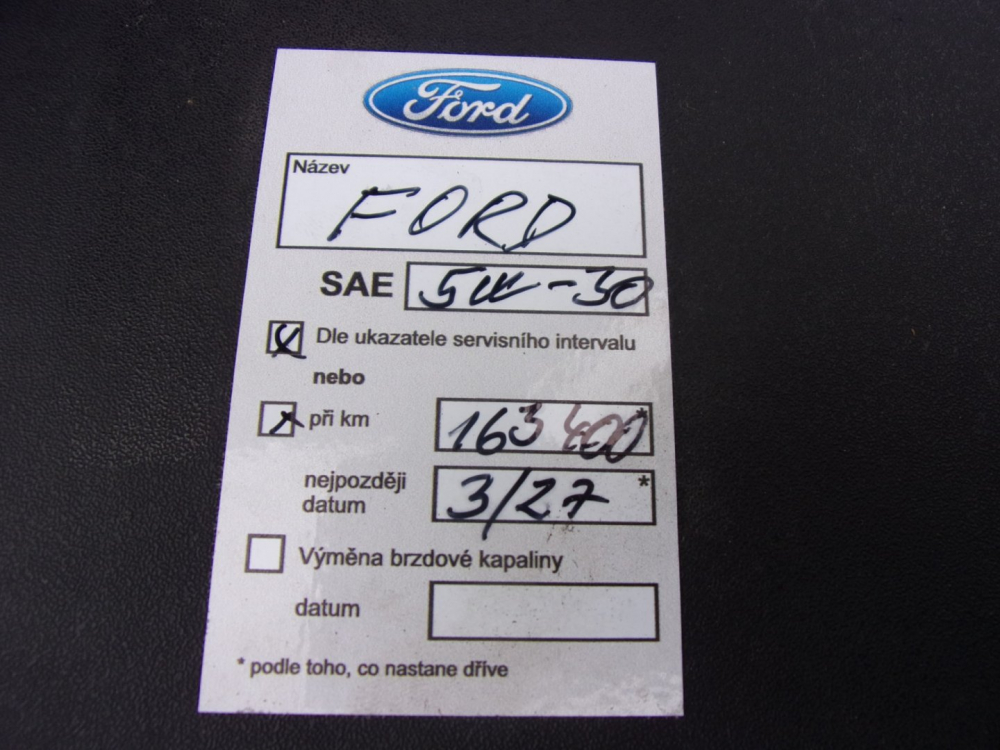 Ford
Název
FORD
SAE 5W-30
Dle ukazatele servisního intervalu
nebo
při km 163 400*
nejpozději
datum 3/27*
Výměna brzdové kapaliny
datum
* podle toho, co nastane dříve